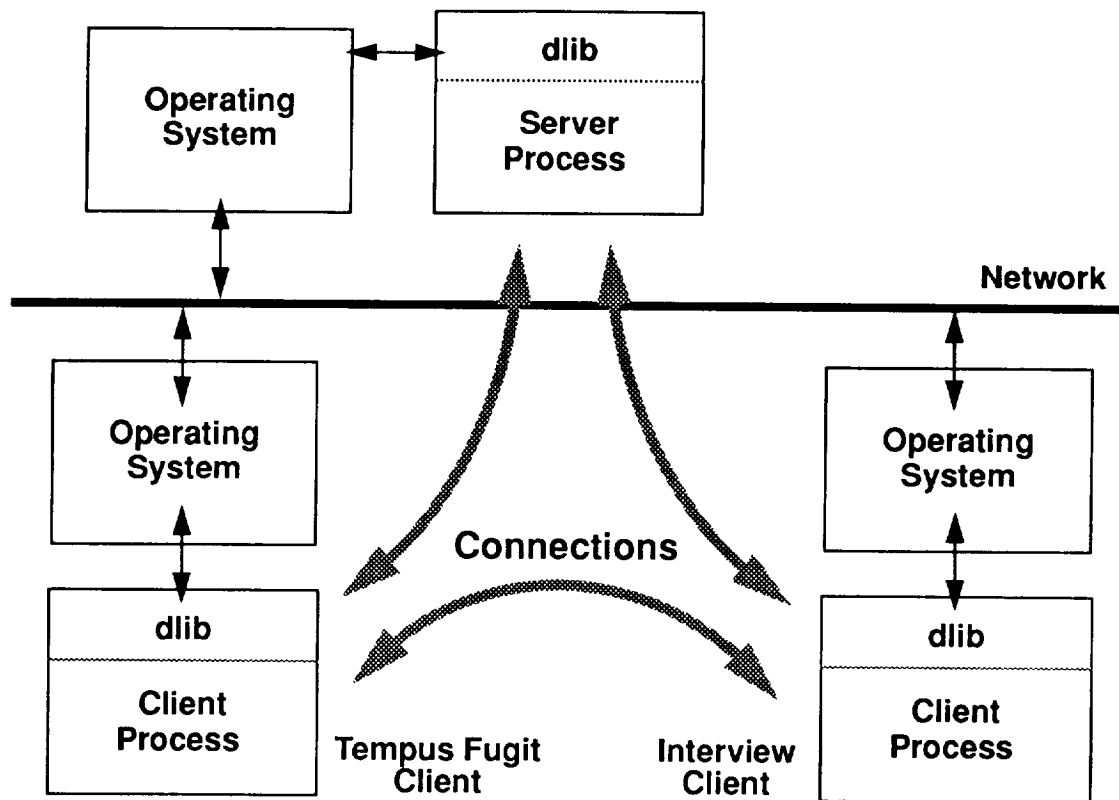 dlib
Operating
System
Server
Process
Network
Operating
System
Operating
System
Connections
dlib
dlib
Client
Process
Client
Process
Tempus Fugit
Client
Interview
Client